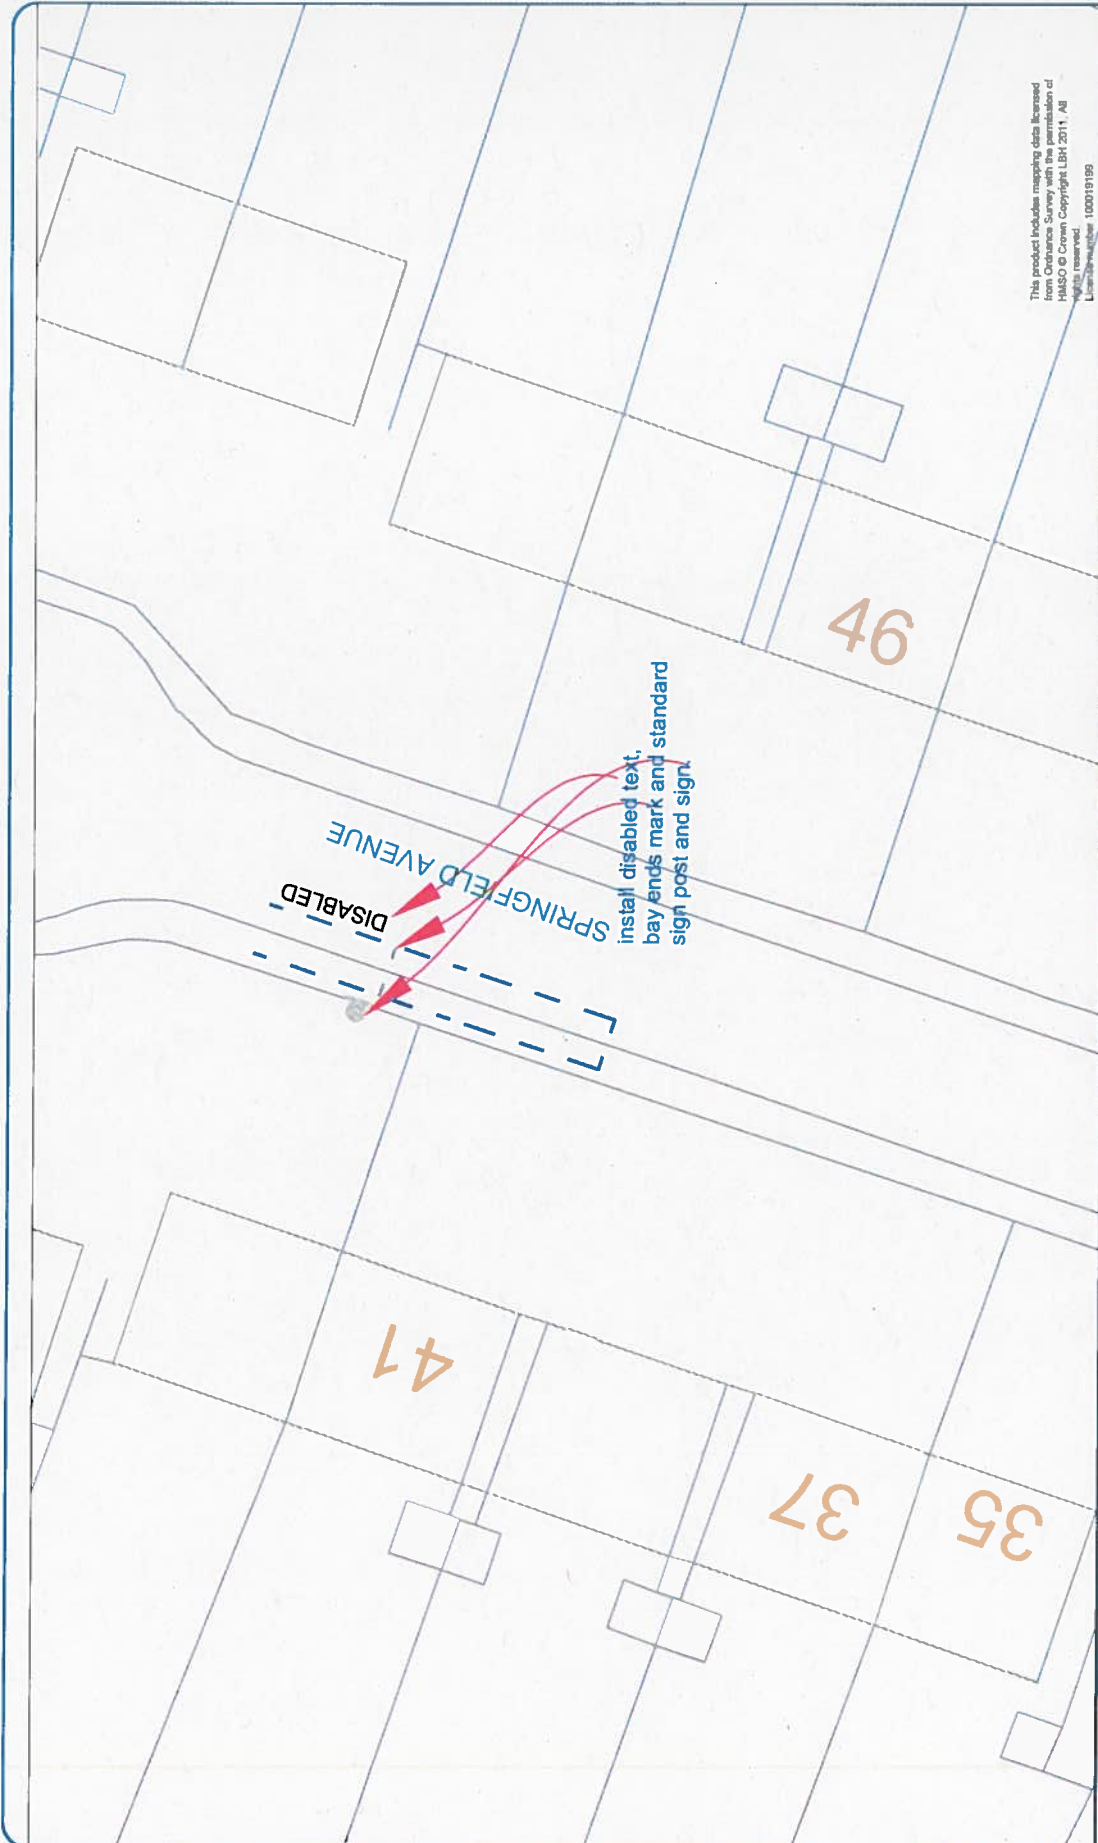 This product includes mapping data licensed
from Ordnance Survey with the permission of
HMSO © Crown Copyright LBH 2011. All
rights reserved.
License number 100019199
46
SPRINGFIELD AVENUE
DISABLED
install disabled text,
bay ends mark and standard
sign post and sign.
41
37
35